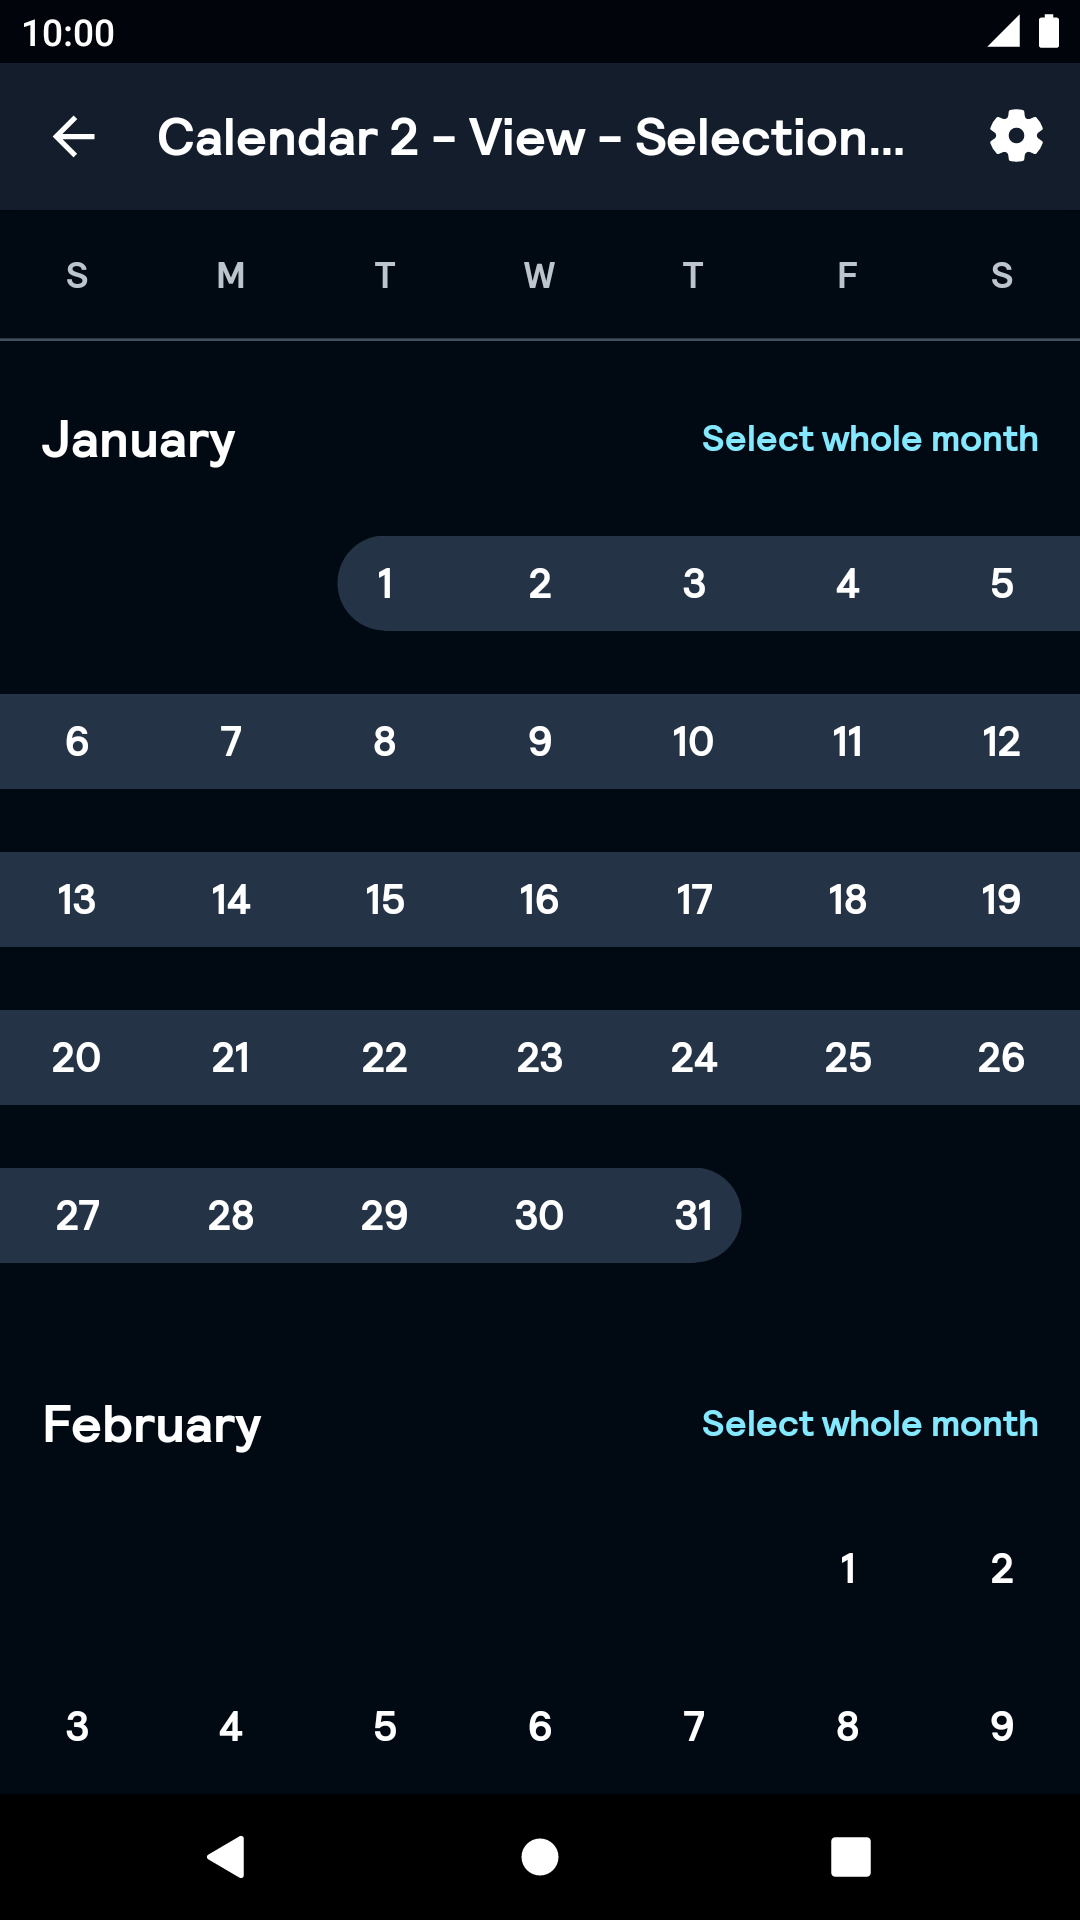 10:00
Calendar 2 – View – Selection...
S M T W T F S
January Select whole month
1 2 3 4 5
6 7 8 9 10 11 12
13 14 15 16 17 18 19
20 21 22 23 24 25 26
27 28 29 30 31
February Select whole month
1 2
3 4 5 6 7 8 9